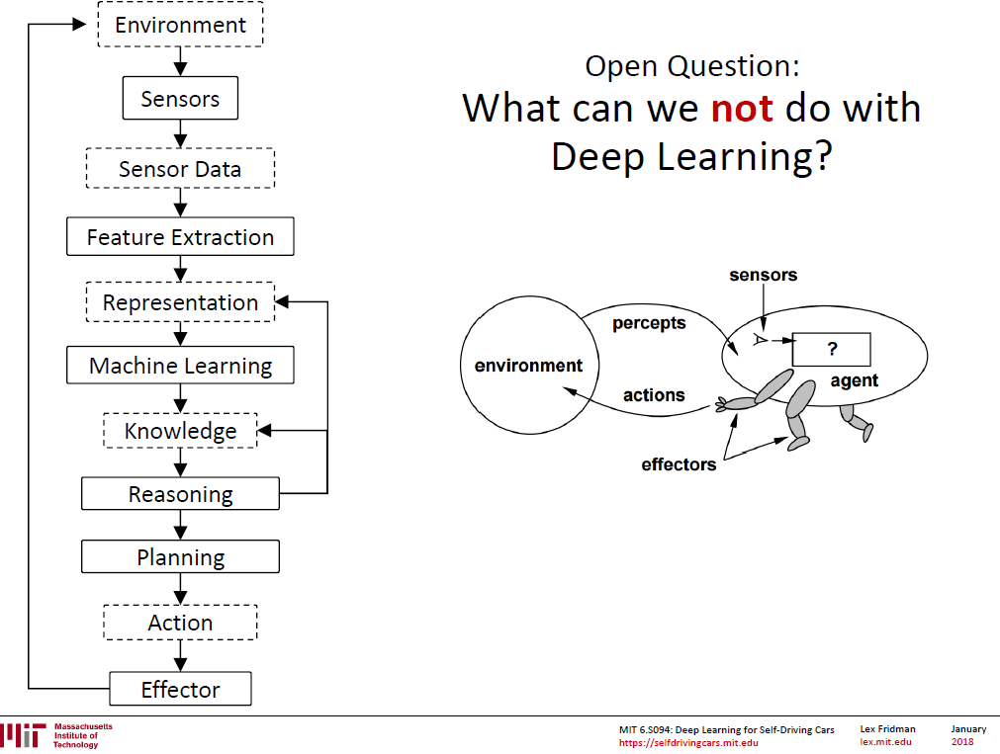 Environment
Sensors
Sensor Data
Feature Extraction
Representation
Machine Learning
Knowledge
Reasoning
Planning
Action
Effector
Open Question:
What can we not do with
Deep Learning?
sensors
percepts
?
environment
agent
actions
effectors
Massachusetts
Institute of
Technology
MIT 6.S094: Deep Learning for Self-Driving Cars
https://selfdrivingcars.mit.edu
Lex Fridman
lex.mit.edu
January
2018